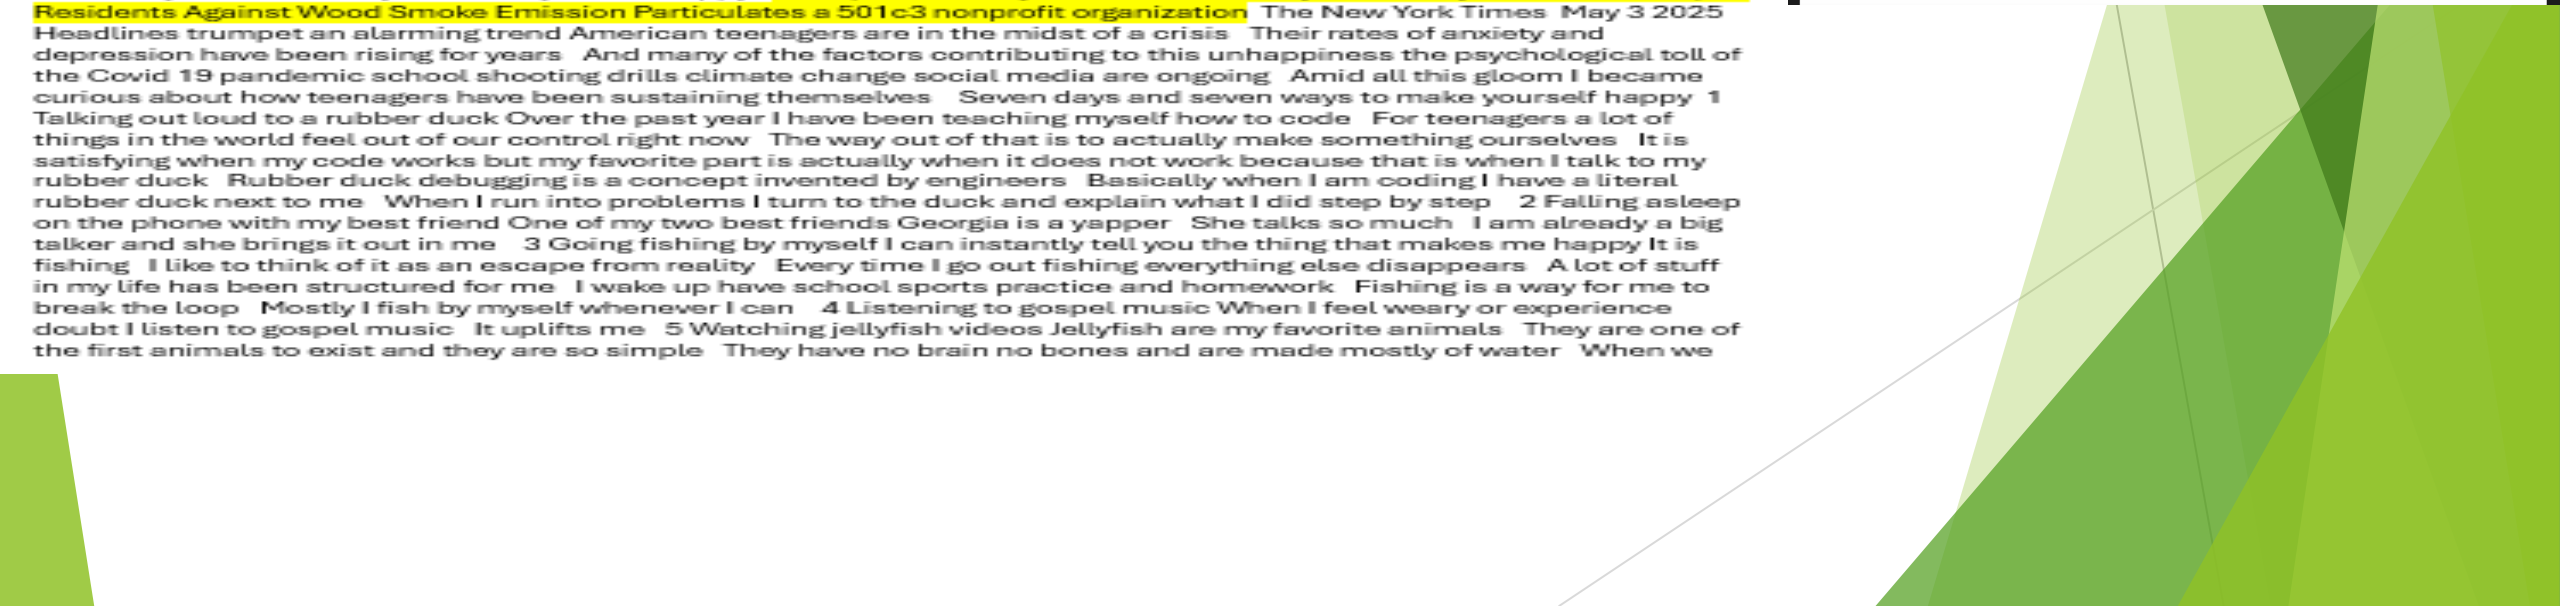 Residents Against Wood Smoke Emission Particulates a 501c3 nonprofit organization The New York Times May 3 2025
Headlines trumpet an alarming trend American teenagers are in the midst of a crisis Their rates of anxiety and
depression have been rising for years And many of the factors contributing to this unhappiness the psychological toll of
the Covid 19 pandemic school shooting drills climate change social media are ongoing Amid all this gloom I became
curious about how teenagers have been sustaining themselves Seven days and seven ways to make yourself happy 1
Talking out loud to a rubber duck Over the past year I have been teaching myself how to code For teenagers a lot of
things in the world feel out of our control right now The way out of that is to actually make something ourselves It is
satisfying when my code works but my favorite part is actually when it does not work because that is when I talk to my
rubber duck Rubber duck debugging is a concept invented by engineers Basically when I am coding I have a literal
rubber duck next to me When I run into problems I turn to the duck and explain what I did step by step 2 Falling asleep
on the phone with my best friend One of my two best friends Georgia is a yapper She talks so much I am already a big
talker and she brings it out in me 3 Going fishing by myself I can instantly tell you the thing that makes me happy It is
fishing I like to think of it as an escape from reality Every time I go out fishing everything else disappears A lot of stuff
in my life has been structured for me I wake up have school sports practice and homework Fishing is a way for me to
break the loop Mostly I fish by myself whenever I can 4 Listening to gospel music When I feel weary or experience
doubt I listen to gospel music It uplifts me 5 Watching jellyfish videos Jellyfish are my favorite animals They are one of
the first animals to exist and they are so simple They have no brain no bones and are made mostly of water When we